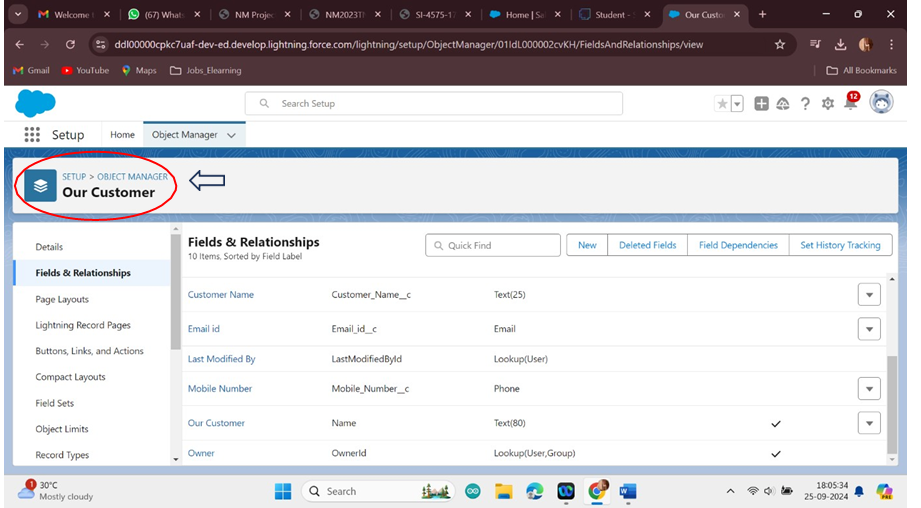 Welcome
(67) Whats
NM Proje
NM2023T
SI-4575-17
Home | Sa
Student -
Our Custo
ddl00000cpkc7uaf-dev-ed.develop.lightning.force.com/lightning/setup/ObjectManager/01IdL000002cvKH/FieldsAndRelationships/view
Gmail YouTube Maps Jobs_Elearning All Bookmarks
Search Setup
12
Setup Home Object Manager
SETUP > OBJECT MANAGER
Our Customer
Details
Fields & Relationships
Page Layouts
Lightning Record Pages
Buttons, Links, and Actions
Compact Layouts
Field Sets
Object Limits
Record Types
Fields & Relationships
10 Items, Sorted by Field Label
Quick Find
New Deleted Fields Field Dependencies Set History Tracking
Customer Name Customer_Name__c Text(25)
Email id Email_id__c Email
Last Modified By LastModifiedById Lookup(User)
Mobile Number Mobile_Number__c Phone
Our Customer Name Text(80)
Owner OwnerId Lookup(User,Group)
1
30°C
Mostly cloudy
Search
18:05:34
25-09-2024